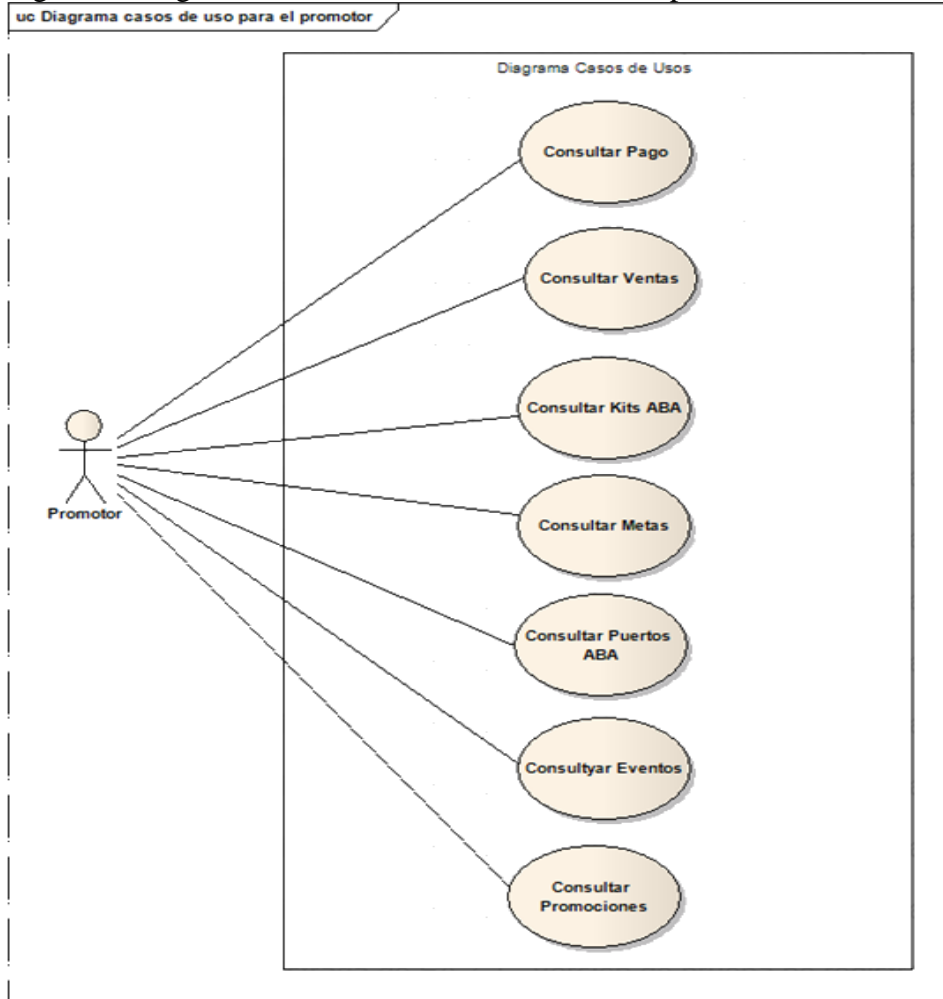 uc Diagrama casos de uso para el promotor
Diagrama Casos de Usos
Consultar Pago
Consultar Ventas
Consultar Kits ABA
Consultar Metas
Promotor
Consultar Puertos
ABA
Consultyar Eventos
Consultar
Promociones